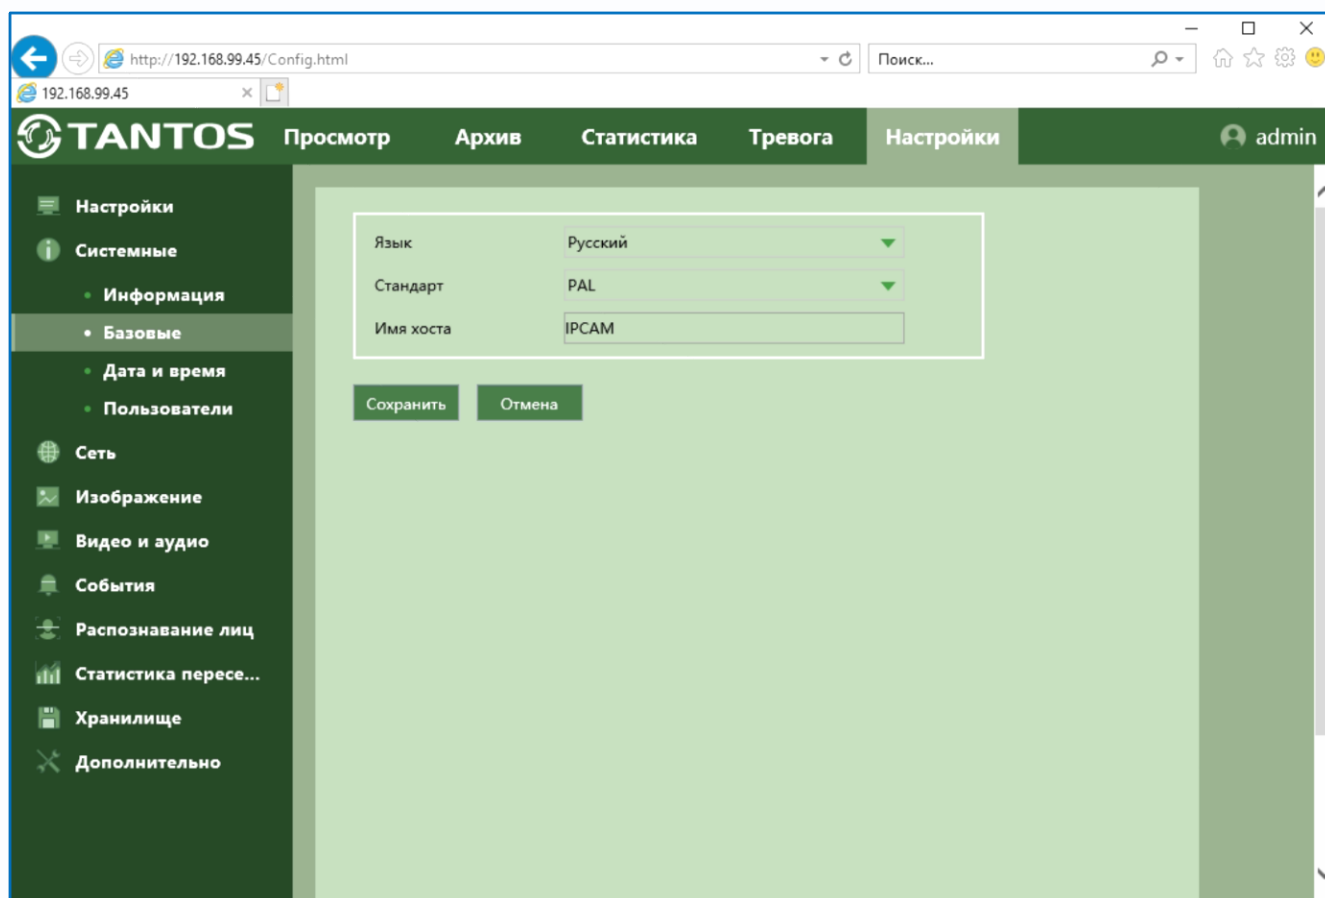 http://192.168.99.45/Config.html
Поиск...
192.168.99.45
TANTOS Просмотр Архив Статистика Тревога Настройки admin
Настройки
Системные
Информация
Базовые
Дата и время
Пользователи
Сеть
Изображение
Видео и аудио
События
Распознавание лиц
Статистика пересе...
Хранилище
Дополнительно
Язык Русский
Стандарт PAL
Имя хоста IPCAM
Сохранить Отмена